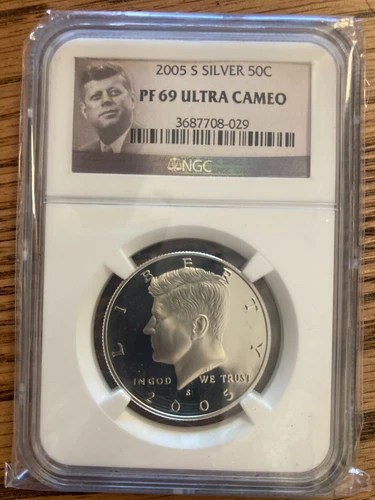 2005 S SILVER 50C
PF 69 ULTRA CAMEO
3687708-029
NGC
LIBERTY
IN GOD WE TRUST
S
2005